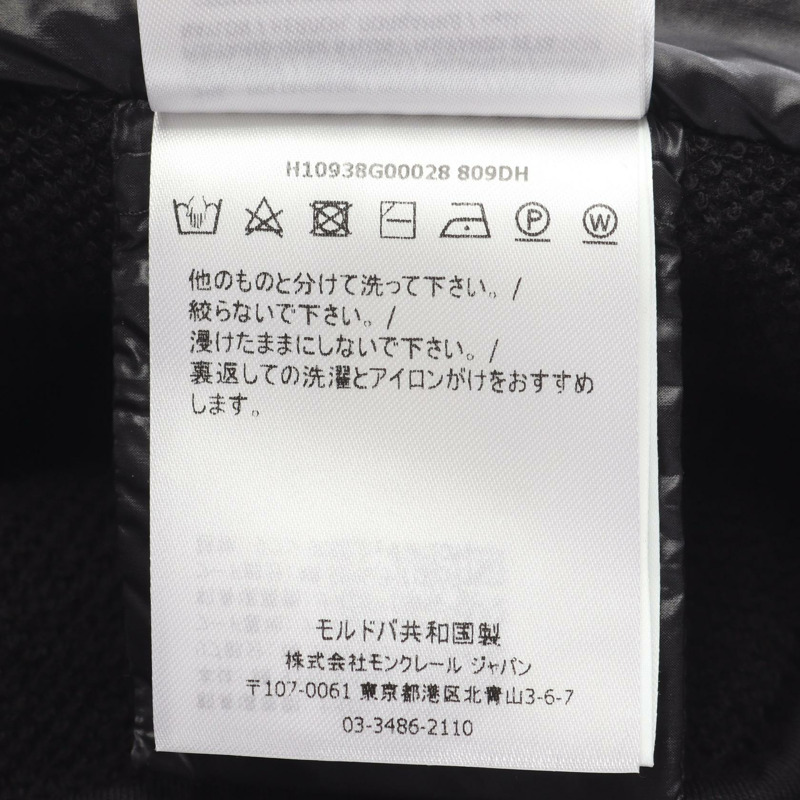 H10938G00028 809DH
P W
他のものと分けて洗って下さい。/
絞らないで下さい。/
浸けたままにしないで下さい。/
裏返しての洗濯とアイロンがけをおすすめ
します。
モルドバ共和国製
株式会社モンクレール ジャパン
〒107-0061 東京都港区北青山3-6-7
03-3486-2110